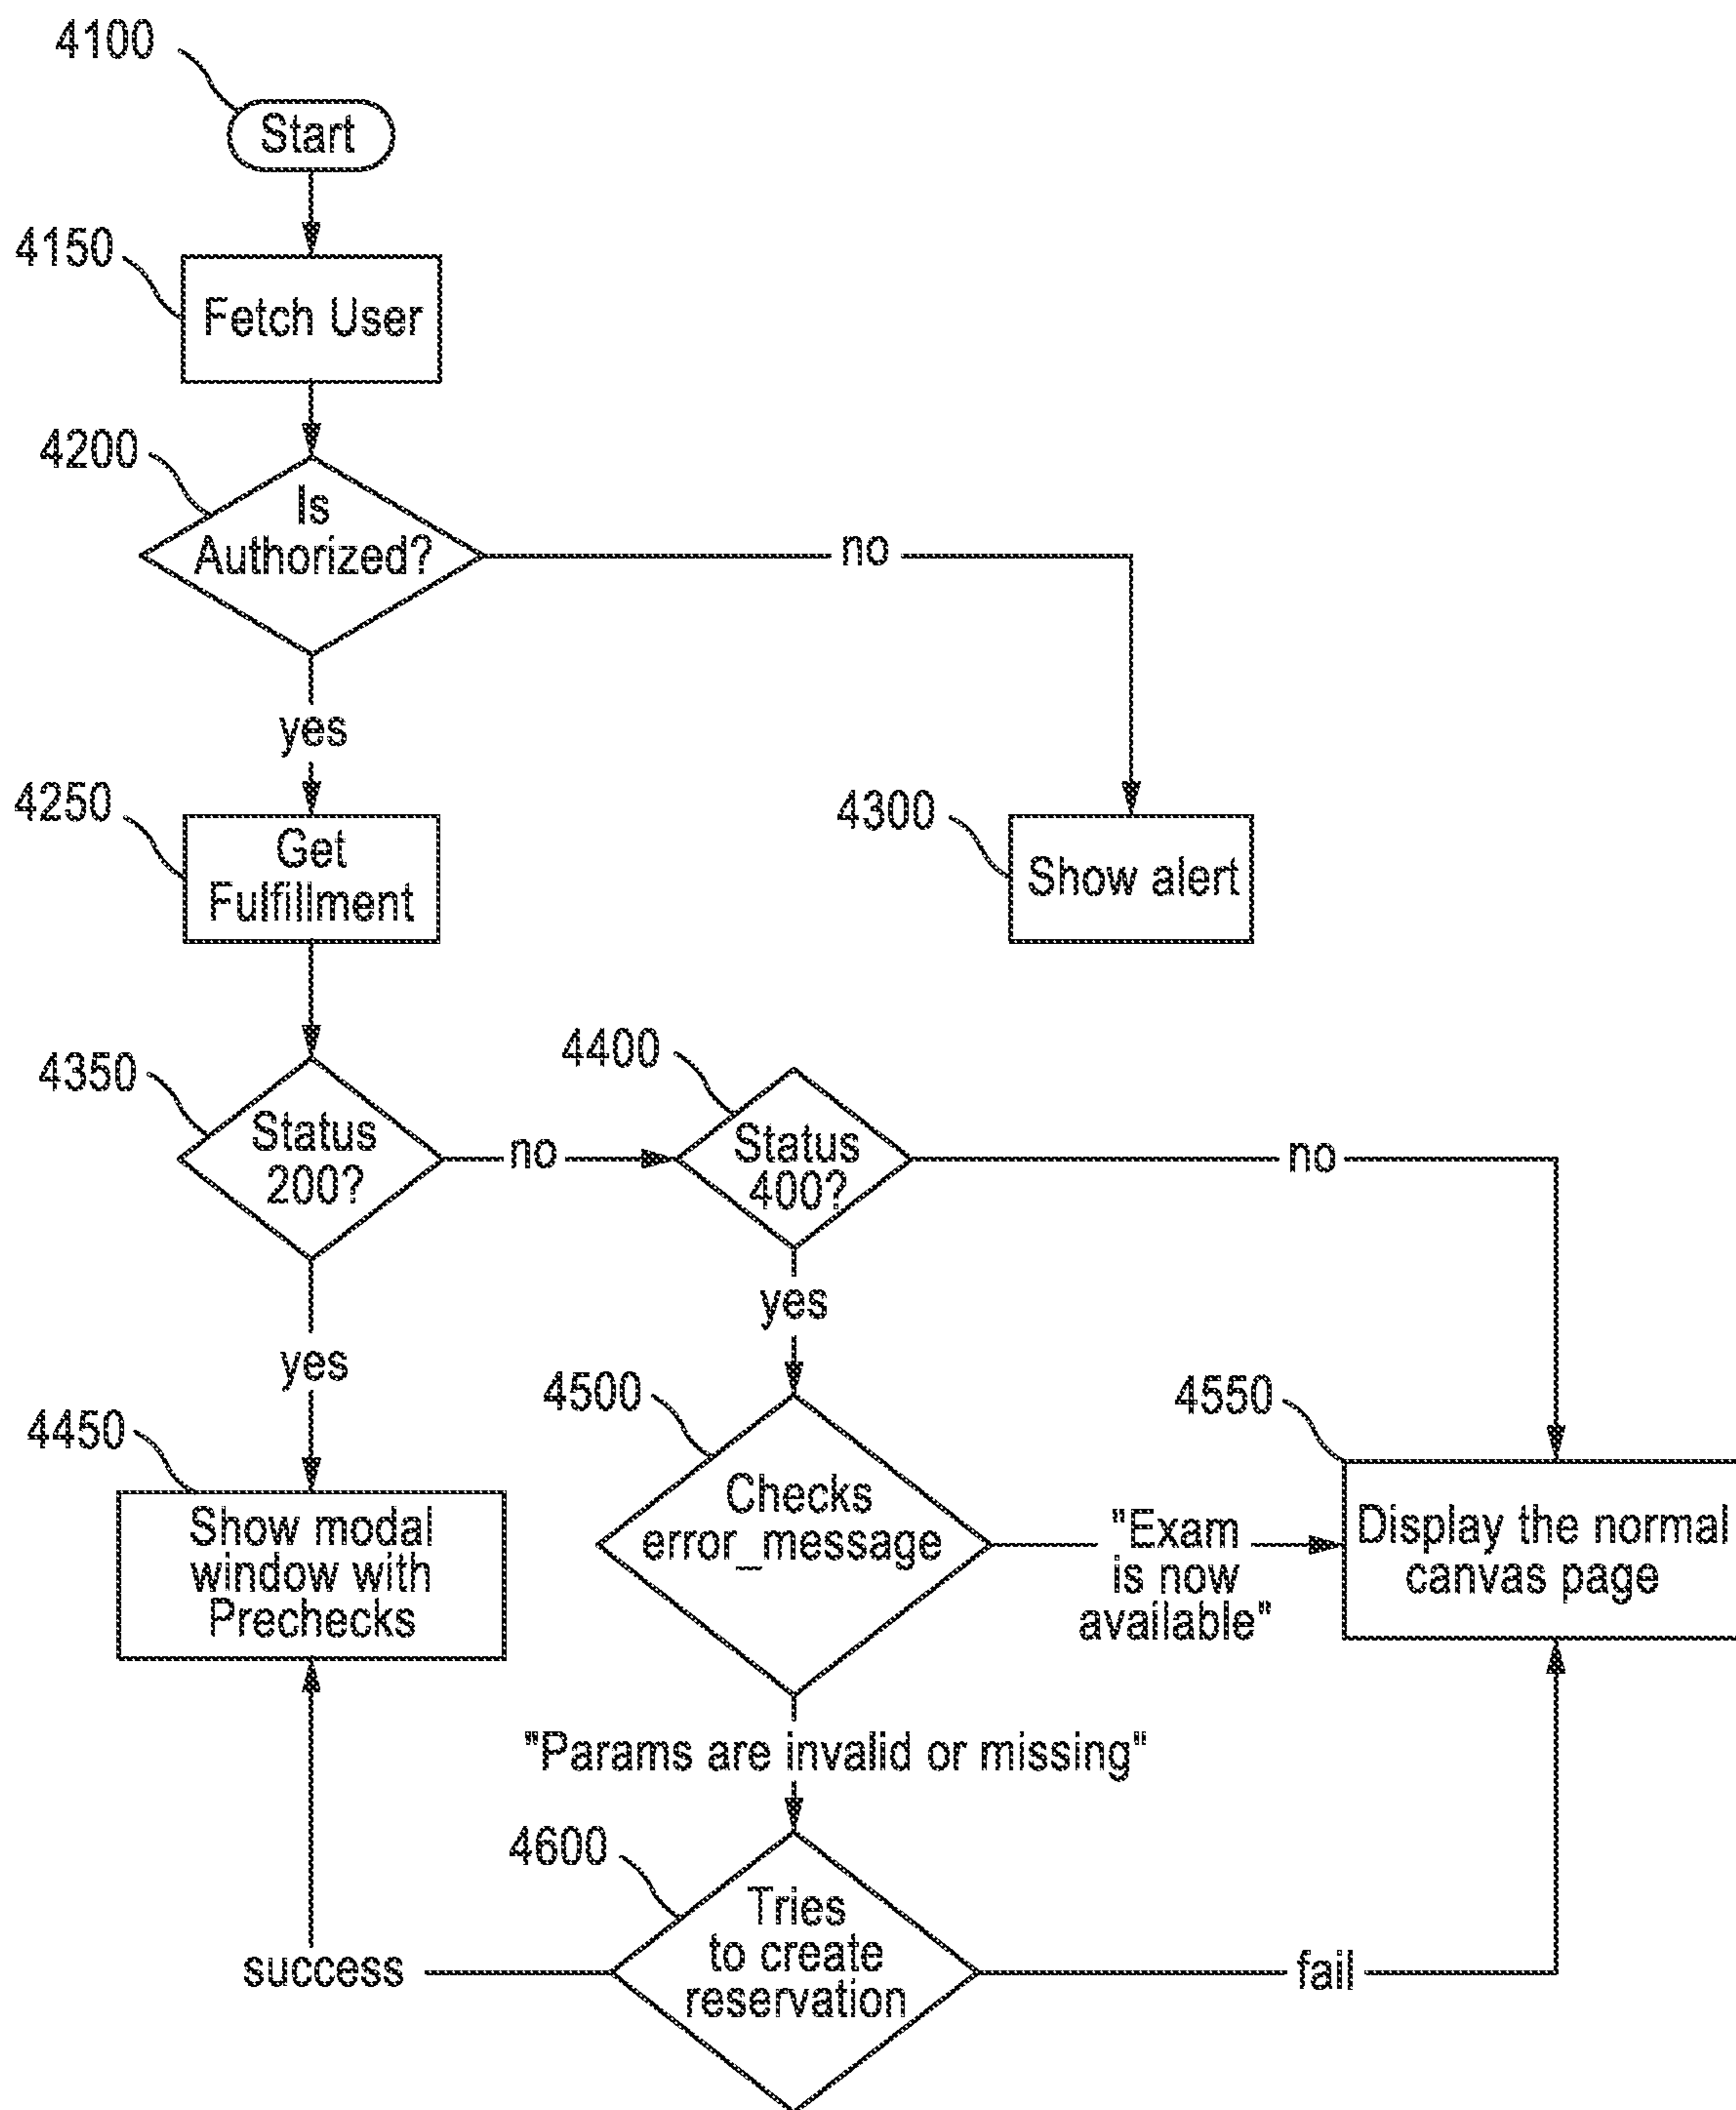 4100
Start
4150
Fetch User
4200
Is
Authorized?
no
yes
4250
Get
Fulfillment
4300
Show alert
4350
Status
200?
no
4400
Status
400?
no
yes
yes
4450
Show modal
window with
Prechecks
4500
Checks
error_message
"Exam
is now
available"
4550
Display the normal
canvas page
"Params are invalid or missing"
4600
Tries
to create
reservation
success
fail